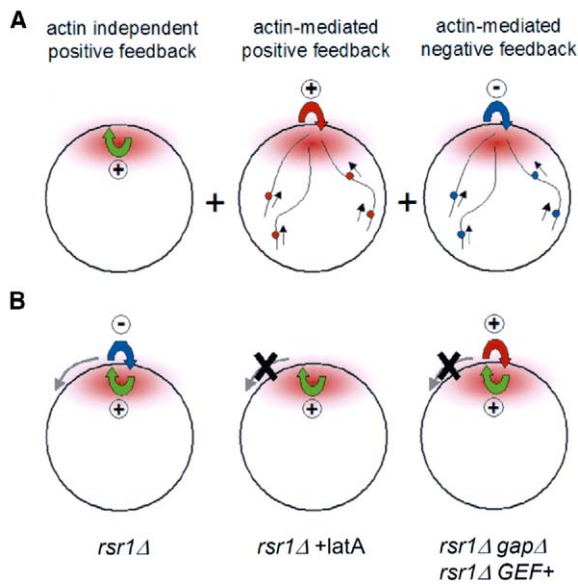 A
actin independent
positive feedback
actin-mediated
positive feedback
actin-mediated
negative feedback
+
-
+
+
+
B
-
+
+
+
+
rsr1Δ
rsr1Δ +latA
rsr1Δ gapΔ
rsr1Δ GEF+